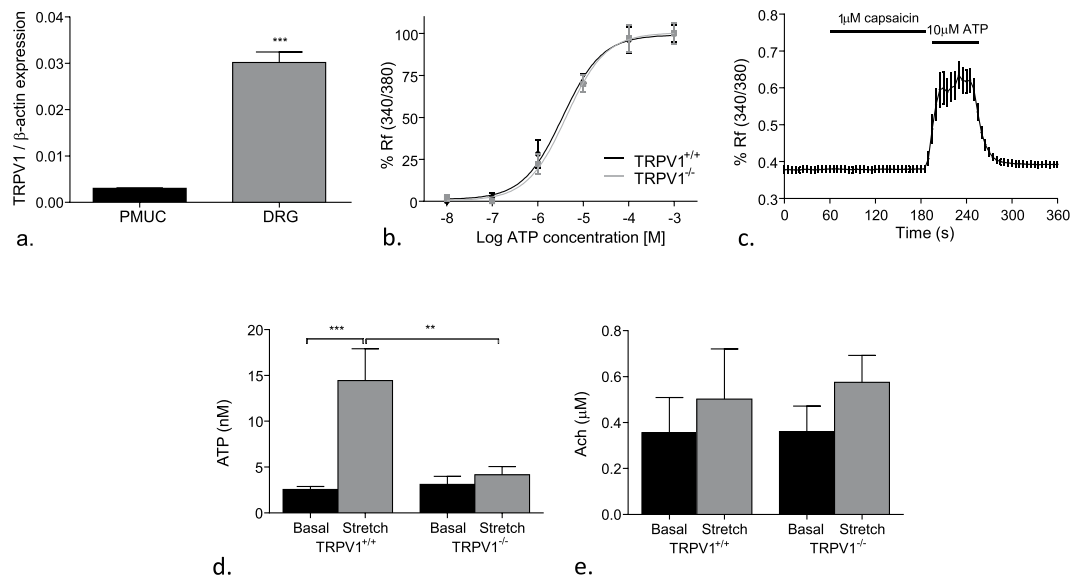 TRPV1 / β-actin expression
0.04
0.03
0.02
0.01
0.00
***
PMUC DRG
a.
% Rf (340/380)
100
75
50
25
0
TRPV1+/+
TRPV1-/-
-8 -7 -6 -5 -4 -3
Log ATP concentration [M]
b.
% Rf (340/380)
0.8
0.7
0.6
0.5
0.4
0.3
1μM capsaicin
10μM ATP
0 60 120 180 240 300 360
Time (s)
c.
ATP (nM)
20
15
10
5
0
*** **
Basal Stretch Basal Stretch
TRPV1+/+ TRPV1-/-
d.
Ach (μM)
0.8
0.6
0.4
0.2
0.0
Basal Stretch Basal Stretch
TRPV1+/+ TRPV1-/-
e.